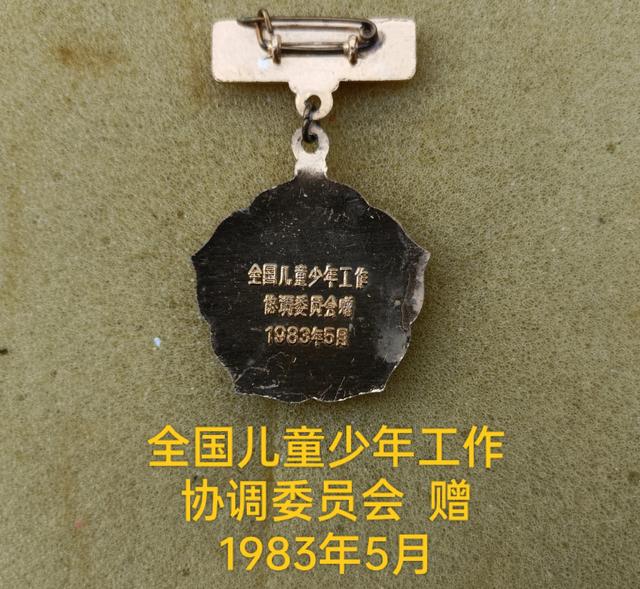 全国儿童少年工作
协调委员会赠
1983年5月
全国儿童少年工作
协调委员会 赠
1983年5月